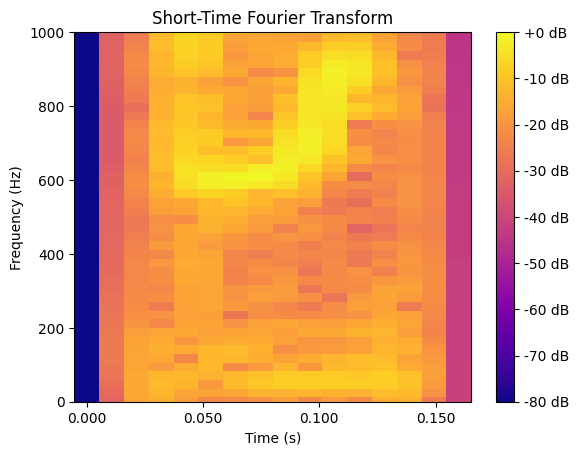 Short-Time Fourier Transform
1000
800
600
400
200
0
Frequency (Hz)
0.000
0.050
0.100
0.150
Time (s)
+0 dB
-10 dB
-20 dB
-30 dB
-40 dB
-50 dB
-60 dB
-70 dB
-80 dB